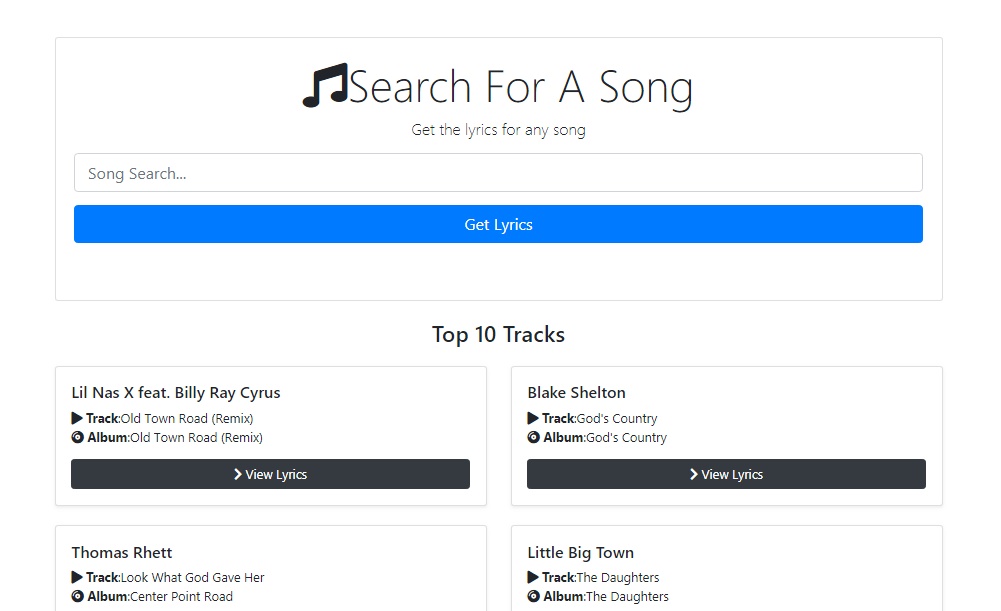 Search For A Song
Get the lyrics for any song
Song Search...
Get Lyrics
Top 10 Tracks
Lil Nas X feat. Billy Ray Cyrus
Track:Old Town Road (Remix)
Album:Old Town Road (Remix)
View Lyrics
Blake Shelton
Track:God's Country
Album:God's Country
View Lyrics
Thomas Rhett
Track:Look What God Gave Her
Album:Center Point Road
Little Big Town
Track:The Daughters
Album:The Daughters